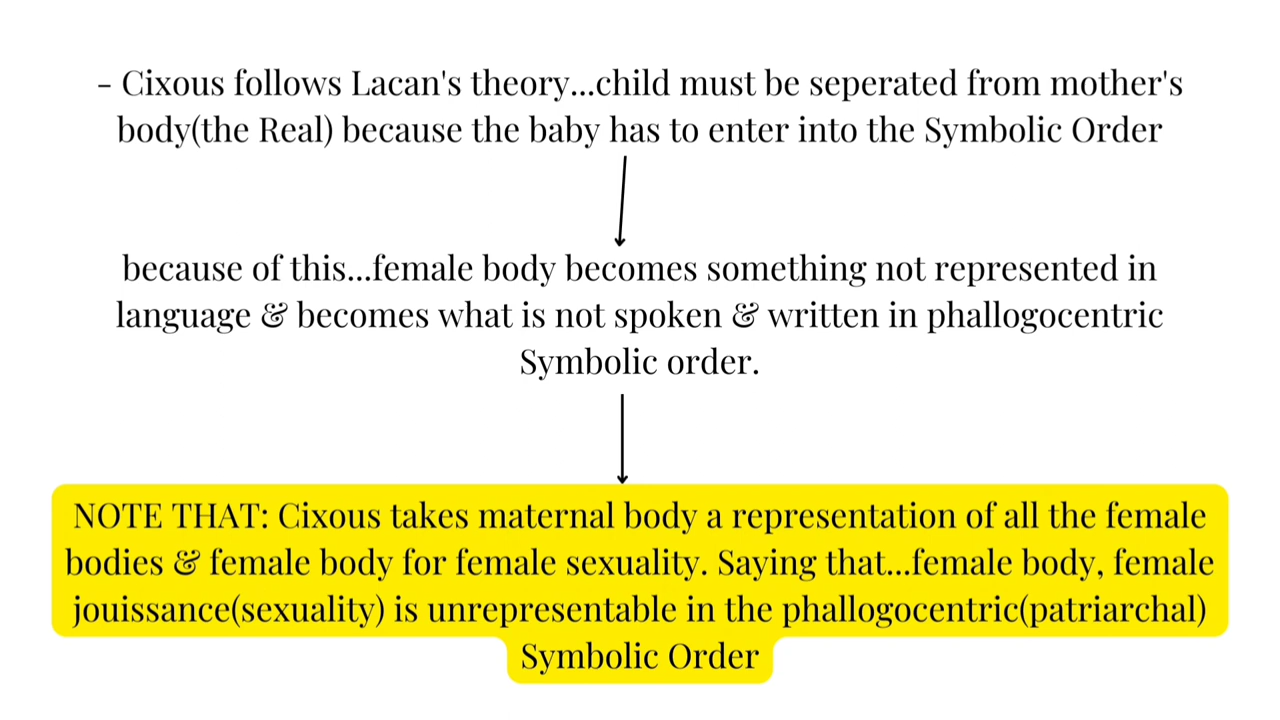 - Cixous follows Lacan's theory...child must be seperated from mother's
body(the Real) because the baby has to enter into the Symbolic Order
because of this...female body becomes something not represented in
language & becomes what is not spoken & written in phallogocentric
Symbolic order.
NOTE THAT: Cixous takes maternal body a representation of all the female
bodies & female body for female sexuality. Saying that...female body, female
jouissance(sexuality) is unrepresentable in the phallogocentric(patriarchal)
Symbolic Order